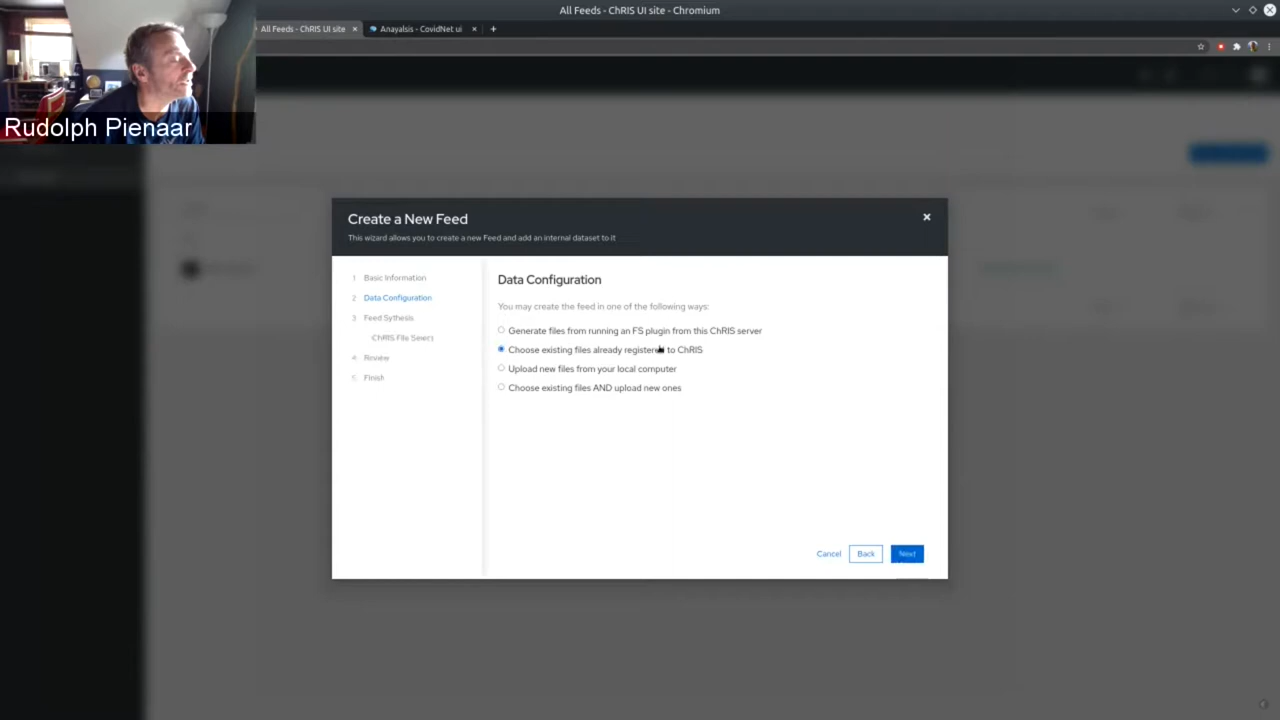 All Feeds - ChRIS UI site - Chromium
All Feeds - ChRIS UI site
Anayalsis - CovidNet ui
Rudolph Pienaar
Create a New Feed
This wizard allows you to create a new Feed and add an internal dataset to it
1 Basic Information
2 Data Configuration
3 Feed Sythesis
ChRIS File Select
4 Review
5 Finish
Data Configuration
You may create the feed in one of the following ways:
Generate files from running an FS plugin from this ChRIS server
Choose existing files already registered to ChRIS
Upload new files from your local computer
Choose existing files AND upload new ones
Cancel
Back
Next